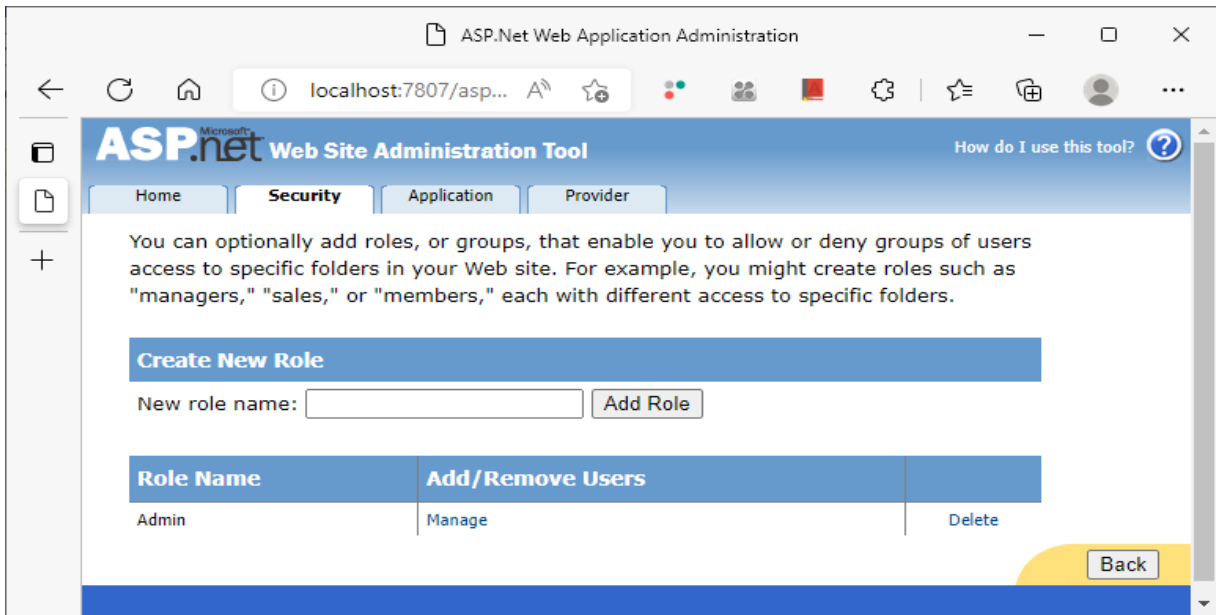 ASP.Net Web Application Administration
localhost:7807/asp...
Microsoft
ASP.net Web Site Administration Tool
How do I use this tool? ?
Home Security Application Provider
You can optionally add roles, or groups, that enable you to allow or deny groups of users
access to specific folders in your Web site. For example, you might create roles such as
"managers," "sales," or "members," each with different access to specific folders.
Create New Role
New role name: Add Role
Role Name Add/Remove Users
Admin Manage Delete
Back